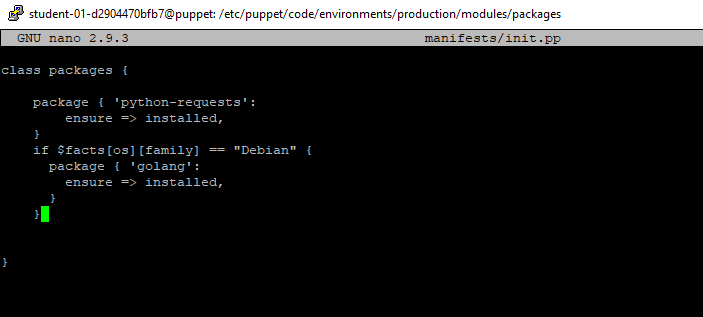 student-01-d2904470bfb7@puppet: /etc/puppet/code/environments/production/modules/packages
GNU nano 2.9.3 manifests/init.pp
class packages {
package { 'python-requests':
ensure => installed,
}
if $facts[os][family] == "Debian" {
package { 'golang':
ensure => installed,
}
}
}